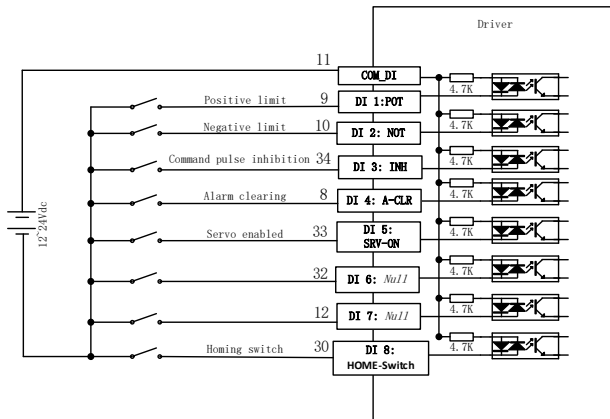 Driver
11
COM_DI
4.7K
Positive limit
9
DI 1:POT
4.7K
Negative limit
10
DI 2: NOT
4.7K
Command pulse inhibition
34
DI 3: INH
4.7K
Alarm clearing
8
DI 4: A-CLR
4.7K
12~24Vdc
Servo enabled
33
DI 5:
SRV-ON
4.7K
32
DI 6: Null
4.7K
12
DI 7: Null
4.7K
Homing switch
30
DI 8:
HOME-Switch
4.7K